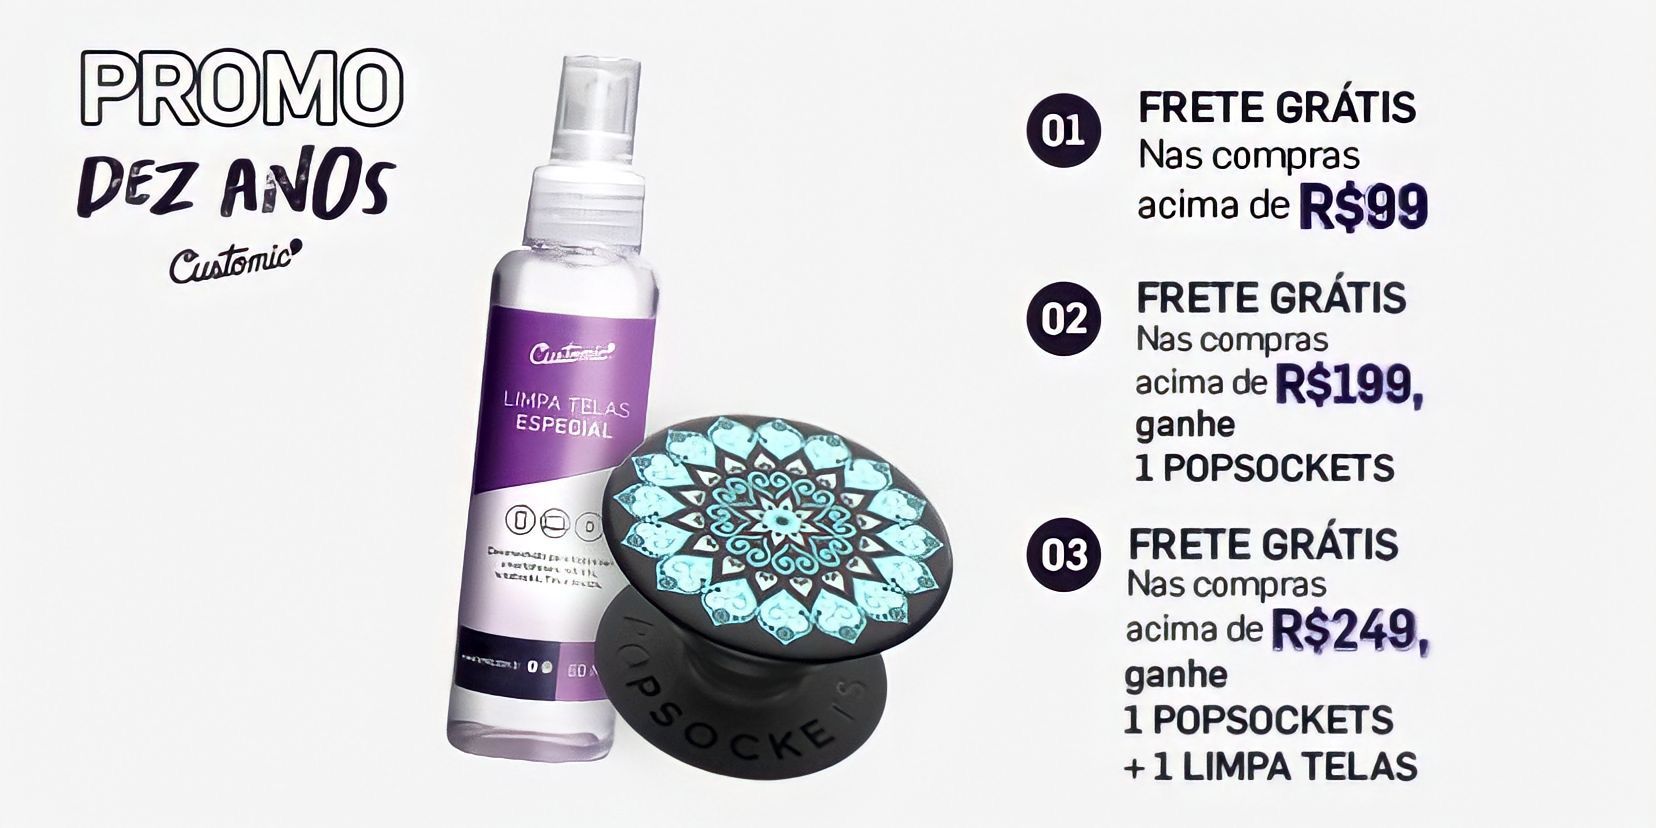 PROMO
DEZ ANOS
Customic
Customic
LIMPA TELAS
ESPECIAL
60
POPSOCKETS
01
FRETE GRÁTIS
Nas compras
acima de R$99
02
FRETE GRÁTIS
Nas compras
acima de R$199,
ganhe
1 POPSOCKETS
03
FRETE GRÁTIS
Nas compras
acima de R$249,
ganhe
1 POPSOCKETS
+ 1 LIMPA TELAS